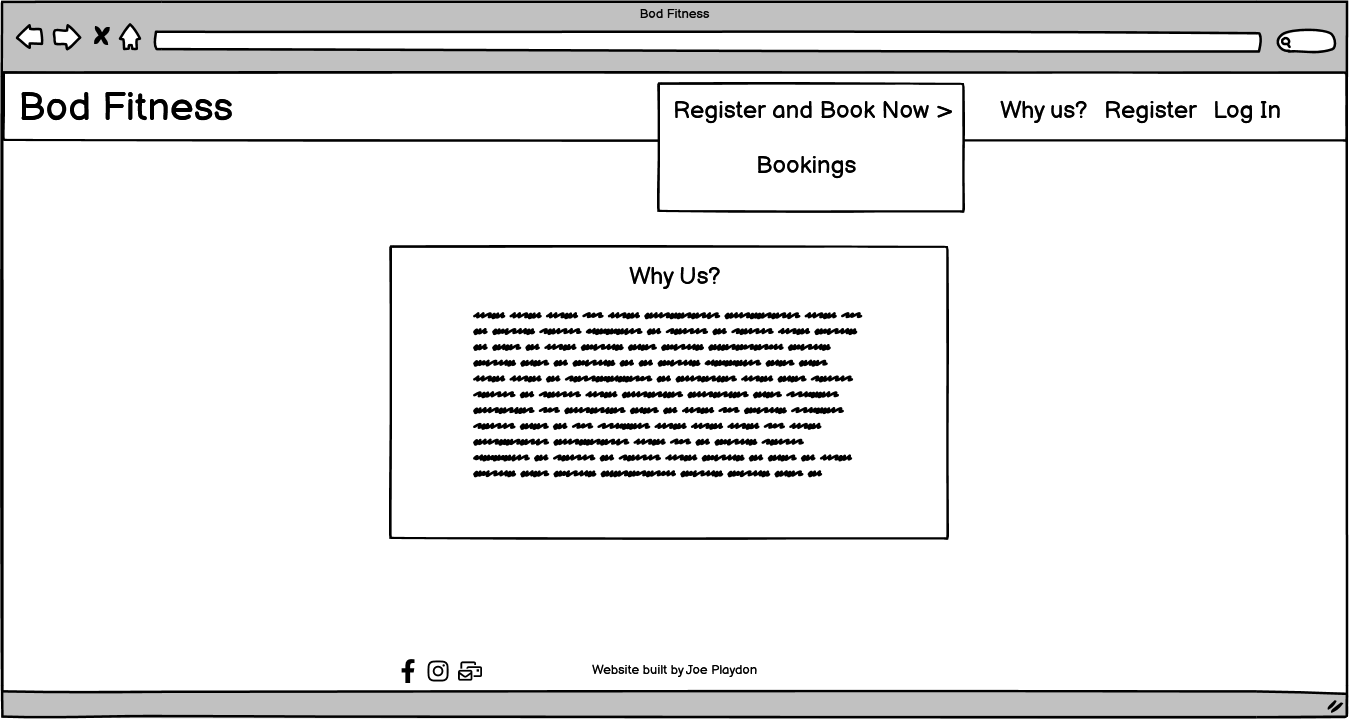 Bod Fitness
Bod Fitness
Register and Book Now >
Why us? Register Log In
Bookings
Why Us?
Website built by Joe Playdon